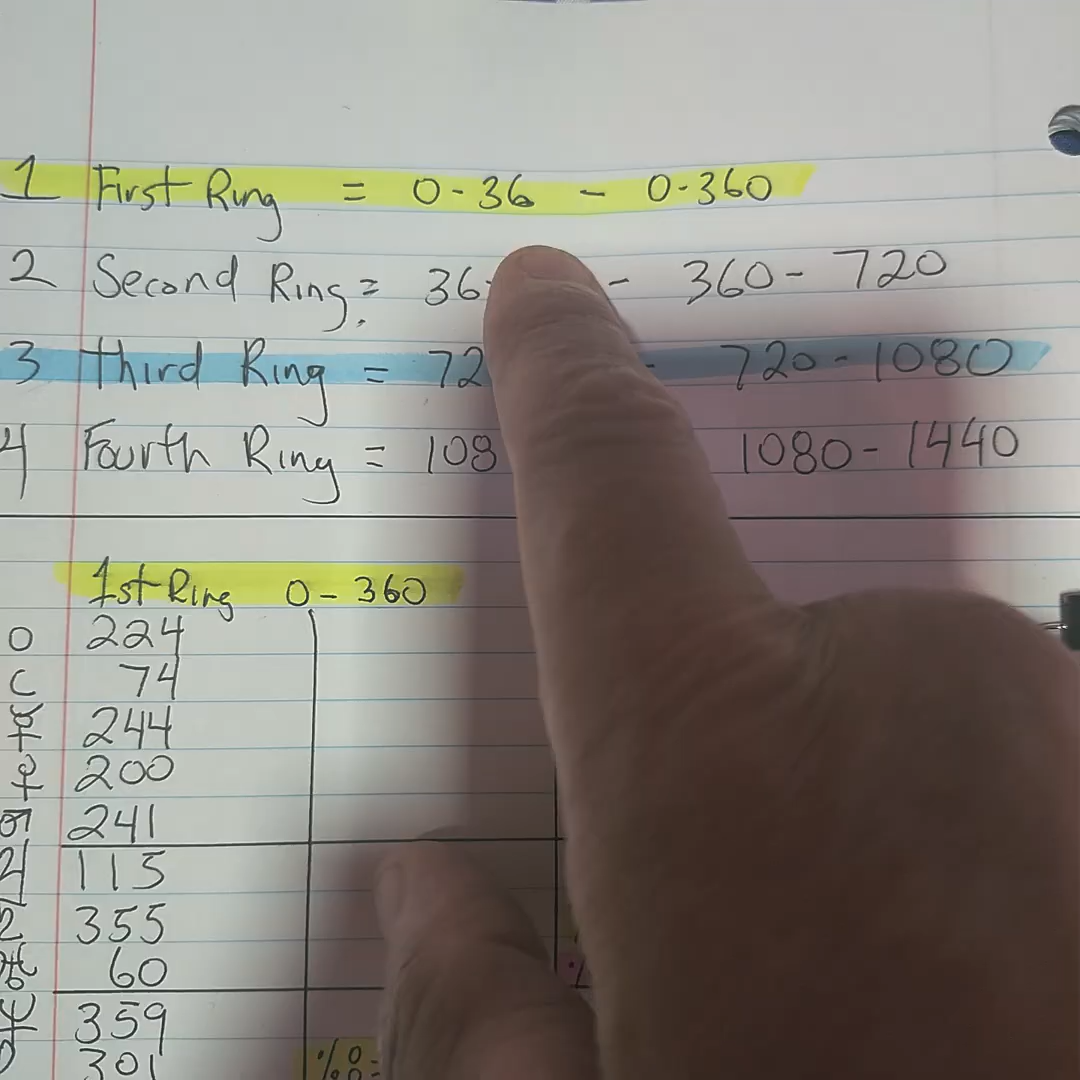 1 First Ring = 0-36 - 0-360
2 Second Ring = 36 - 360-720
3 Third Ring = 72 - 720-1080
4 Fourth Ring = 108 1080-1440
1st Ring 0-360
224
74
244
♀ 200
241
115
355
60
359
301